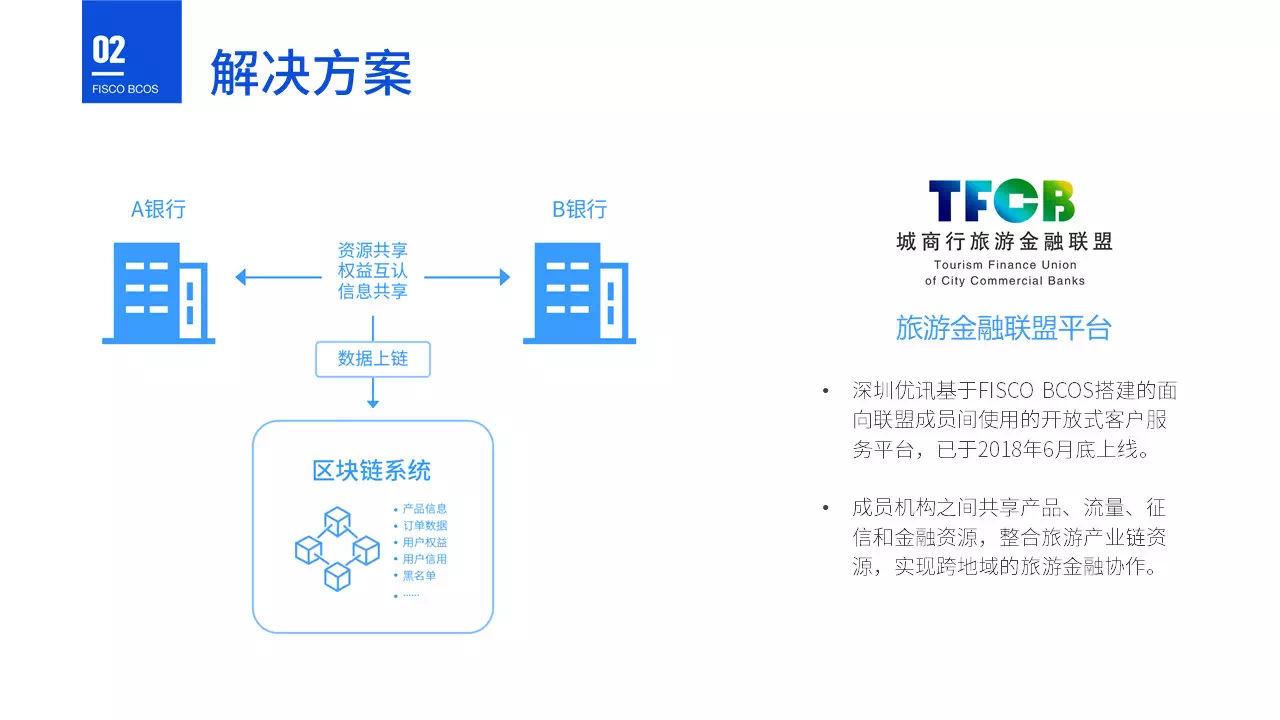 02
FISCO BCOS
解决方案
A银行
B银行
资源共享
权益互认
信息共享
数据上链
区块链系统
• 产品信息
• 订单数据
• 用户权益
• 用户信用
• 黑名单
• ......
TFCB
城商行旅游金融联盟
Tourism Finance Union
of City Commercial Banks
旅游金融联盟平台
• 深圳优讯基于FISCO BCOS搭建的面
向联盟成员间使用的开放式客户服
务平台，已于2018年6月底上线。
• 成员机构之间共享产品、流量、征
信和金融资源，整合旅游产业链资
源，实现跨地域的旅游金融协作。